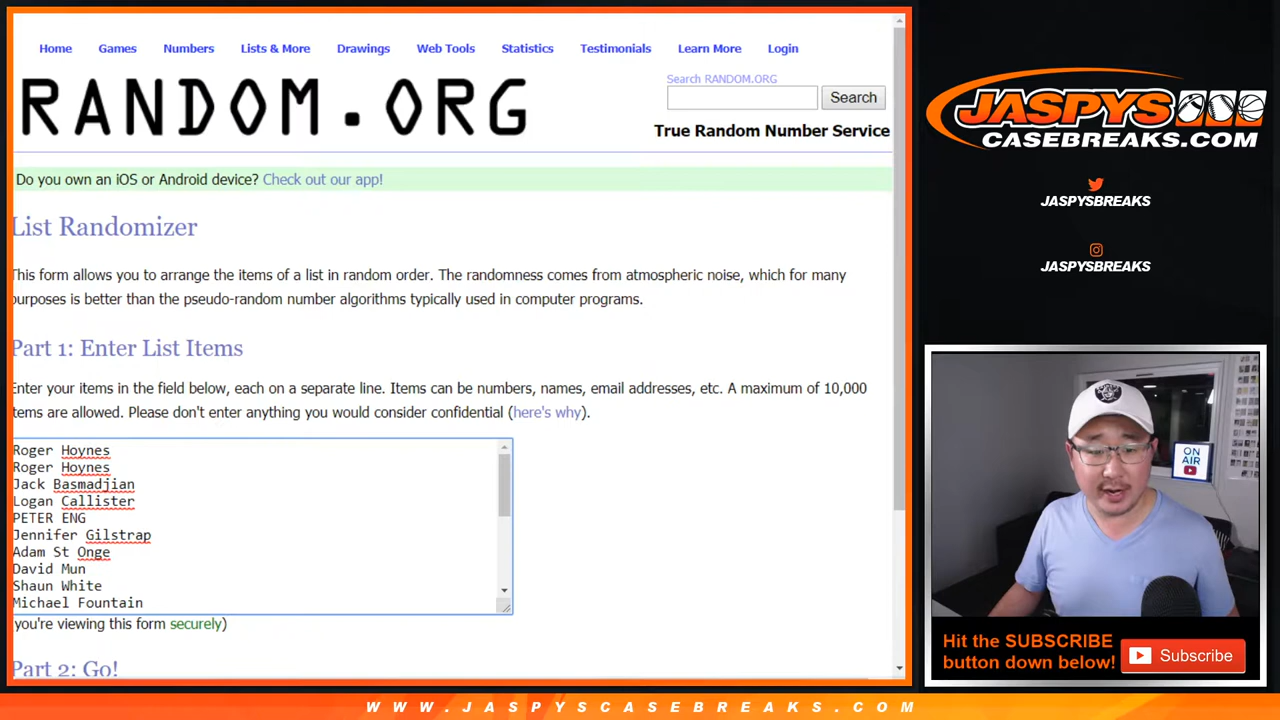 Home Games Numbers Lists & More Drawings Web Tools Statistics Testimonials Learn More Login
RANDOM.ORG
Search RANDOM.ORG
Search
True Random Number Service
Do you own an iOS or Android device? Check out our app!
List Randomizer
This form allows you to arrange the items of a list in random order. The randomness comes from atmospheric noise, which for many
purposes is better than the pseudo-random number algorithms typically used in computer programs.
Part 1: Enter List Items
Enter your items in the field below, each on a separate line. Items can be numbers, names, email addresses, etc. A maximum of 10,000
items are allowed. Please don't enter anything you would consider confidential (here's why).
Roger Hoynes
Roger Hoynes
Jack Basmadjian
Logan Callister
PETER ENG
Jennifer Gilstrap
Adam St Onge
David Mun
Shaun White
Michael Fountain
you're viewing this form securely)
Part 2: Go!
JASPYS
CASEBREAKS.COM
JASPYSBREAKS
JASPYSBREAKS
ON
AIR
Hit the SUBSCRIBE
button down below!
Subscribe
WWW.JASPYSCASEBREAKS.COM